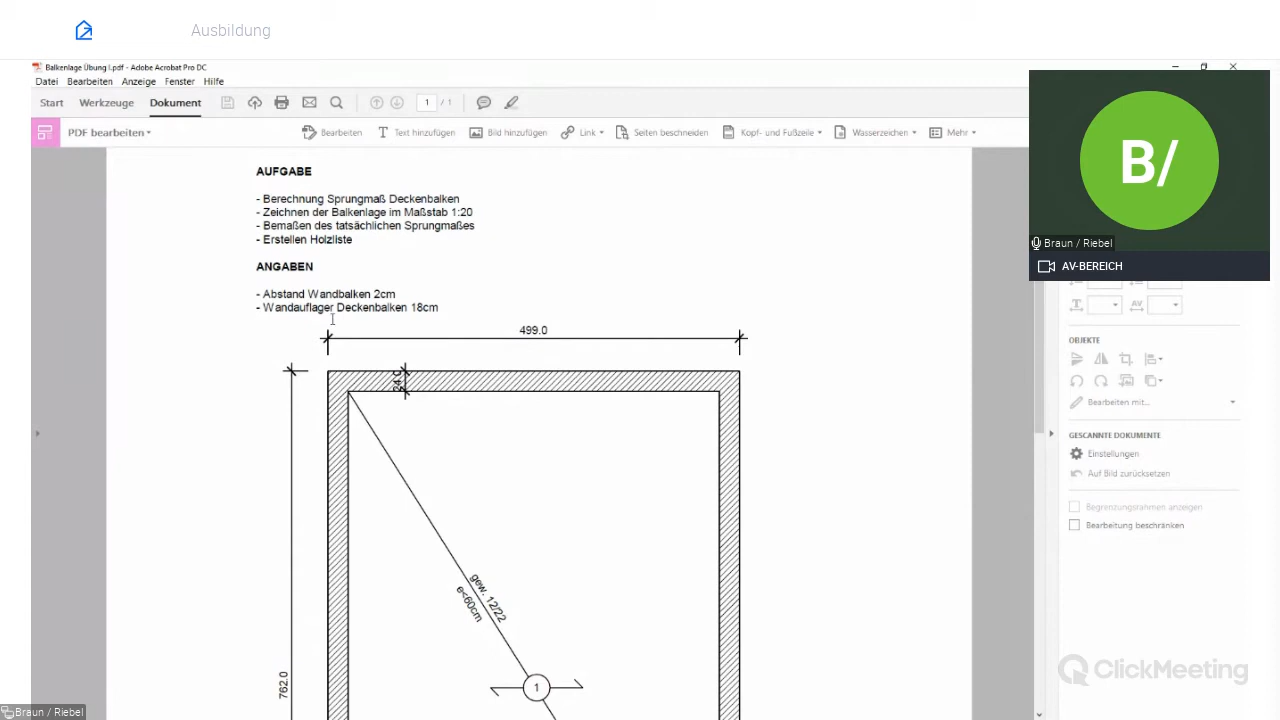 Ausbildung
Balkenlage Übung I.pdf - Adobe Acrobat Pro DC
Datei Bearbeiten Anzeige Fenster Hilfe
Start Werkzeuge Dokument 1 / 1
PDF bearbeiten Bearbeiten Text hinzufügen Bild hinzufügen Link Seiten beschneiden Kopf- und Fußzeile Wasserzeichen Mehr
B/
Braun / Riebel
AV-BEREICH
AUFGABE
- Berechnung Sprungmaß Deckenbalken
- Zeichnen der Balkenlage im Maßstab 1:20
- Bemaßen des tatsächlichen Sprungmaßes
- Erstellen Holzliste
ANGABEN
- Abstand Wandbalken 2cm
- Wandauflager Deckenbalken 18cm
499.0
24.0
gew. 12/22
e<60cm
1
762.0
T AV
OBJEKTE
Bearbeiten mit...
GESCANNTE DOKUMENTE
Einstellungen
Auf Bild zurücksetzen
Begrenzungsrahmen anzeigen
Bearbeitung beschränken
ClickMeeting
Braun / Riebel